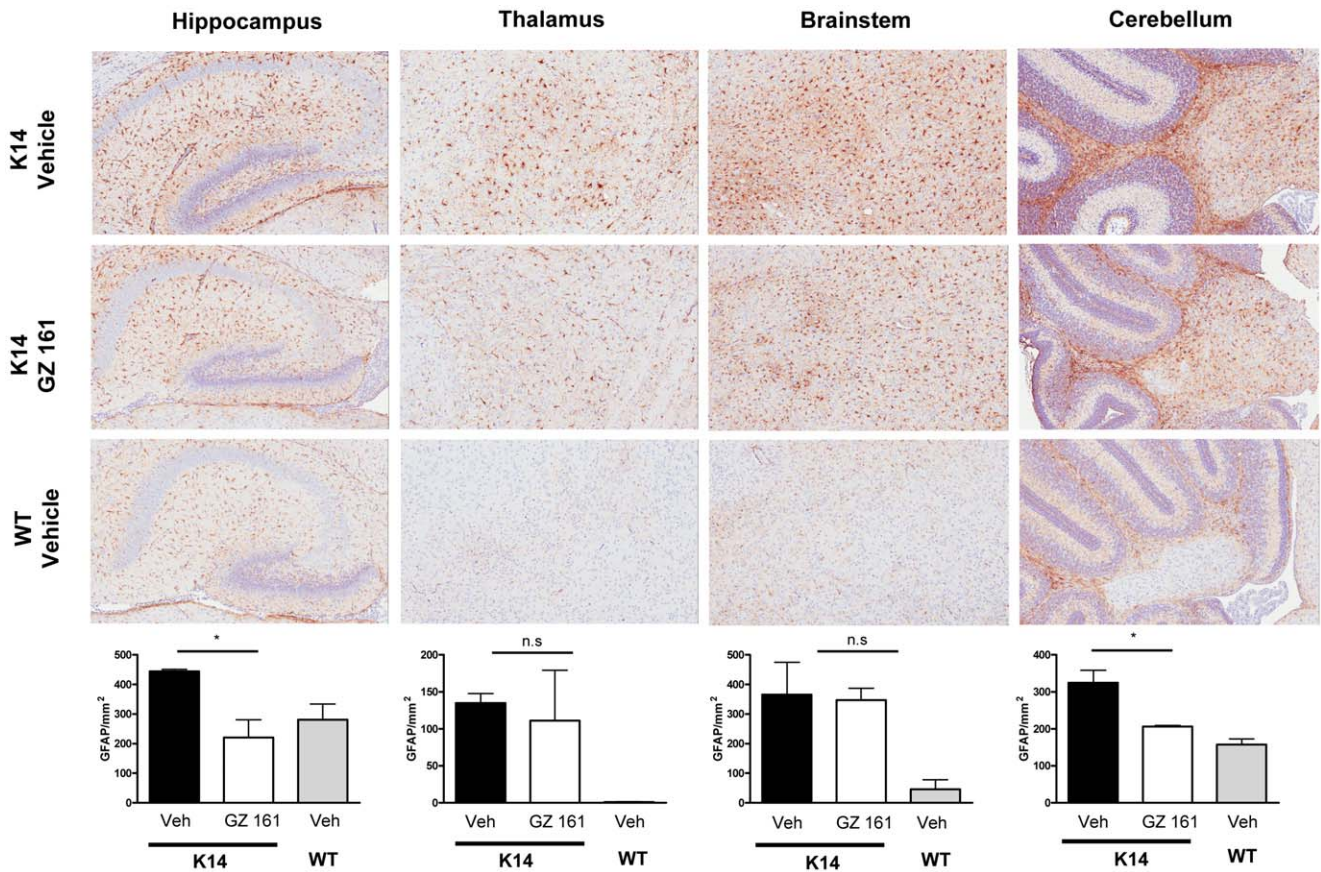 Hippocampus
Thalamus
Brainstem
Cerebellum
K14
Vehicle
K14
GZ 161
WT
Vehicle
*
GFAP/mm²
500
400
300
200
100
0
Veh
GZ 161
Veh
K14
WT
n.s
GFAP/mm²
200
150
100
50
0
Veh
GZ 161
Veh
K14
WT
n.s
GFAP/mm²
500
400
300
200
100
0
Veh
GZ 161
Veh
K14
WT
*
GFAP/mm²
400
300
200
100
0
Veh
GZ 161
Veh
K14
WT